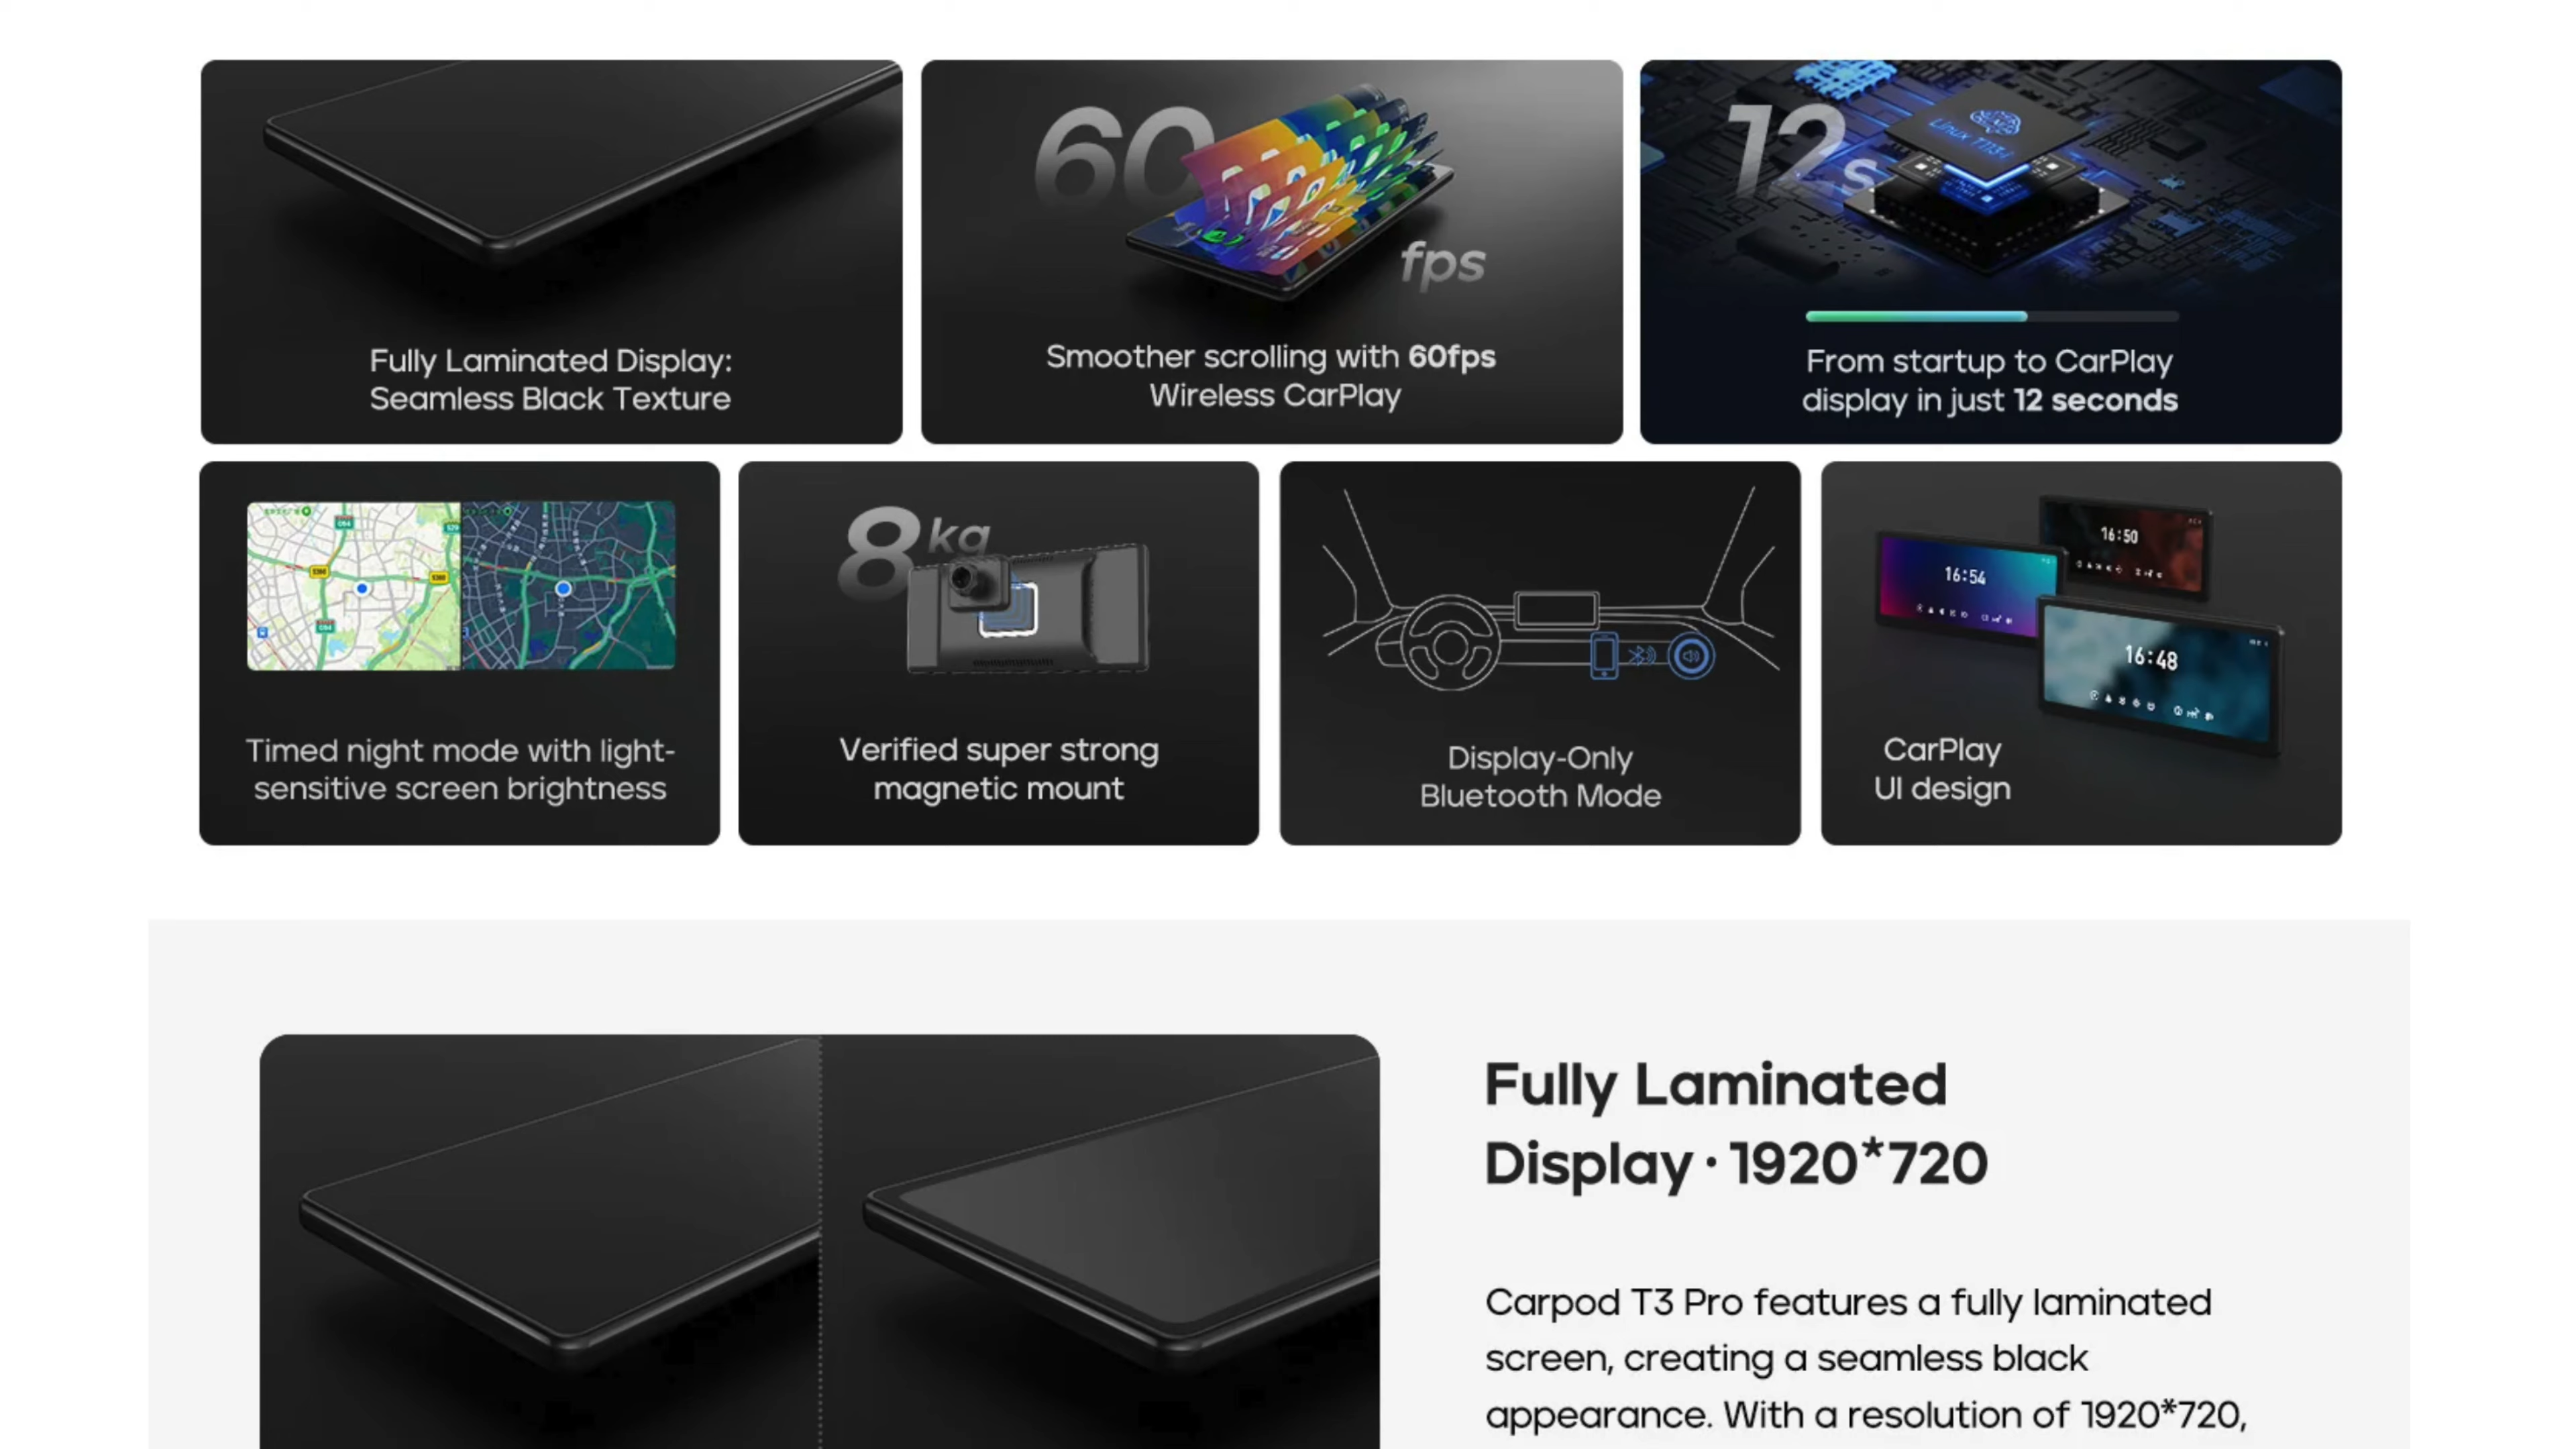 60
fps
12s
Linux T113-i
Fully Laminated Display:
Seamless Black Texture
Smoother scrolling with 60fps
Wireless CarPlay
From startup to CarPlay
display in just 12 seconds
8kg
16:50
16:54
16:48
Timed night mode with light-
sensitive screen brightness
Verified super strong
magnetic mount
Display-Only
Bluetooth Mode
CarPlay
UI design
Fully Laminated
Display · 1920*720
Carpod T3 Pro features a fully laminated
screen, creating a seamless black
appearance. With a resolution of 1920*720,